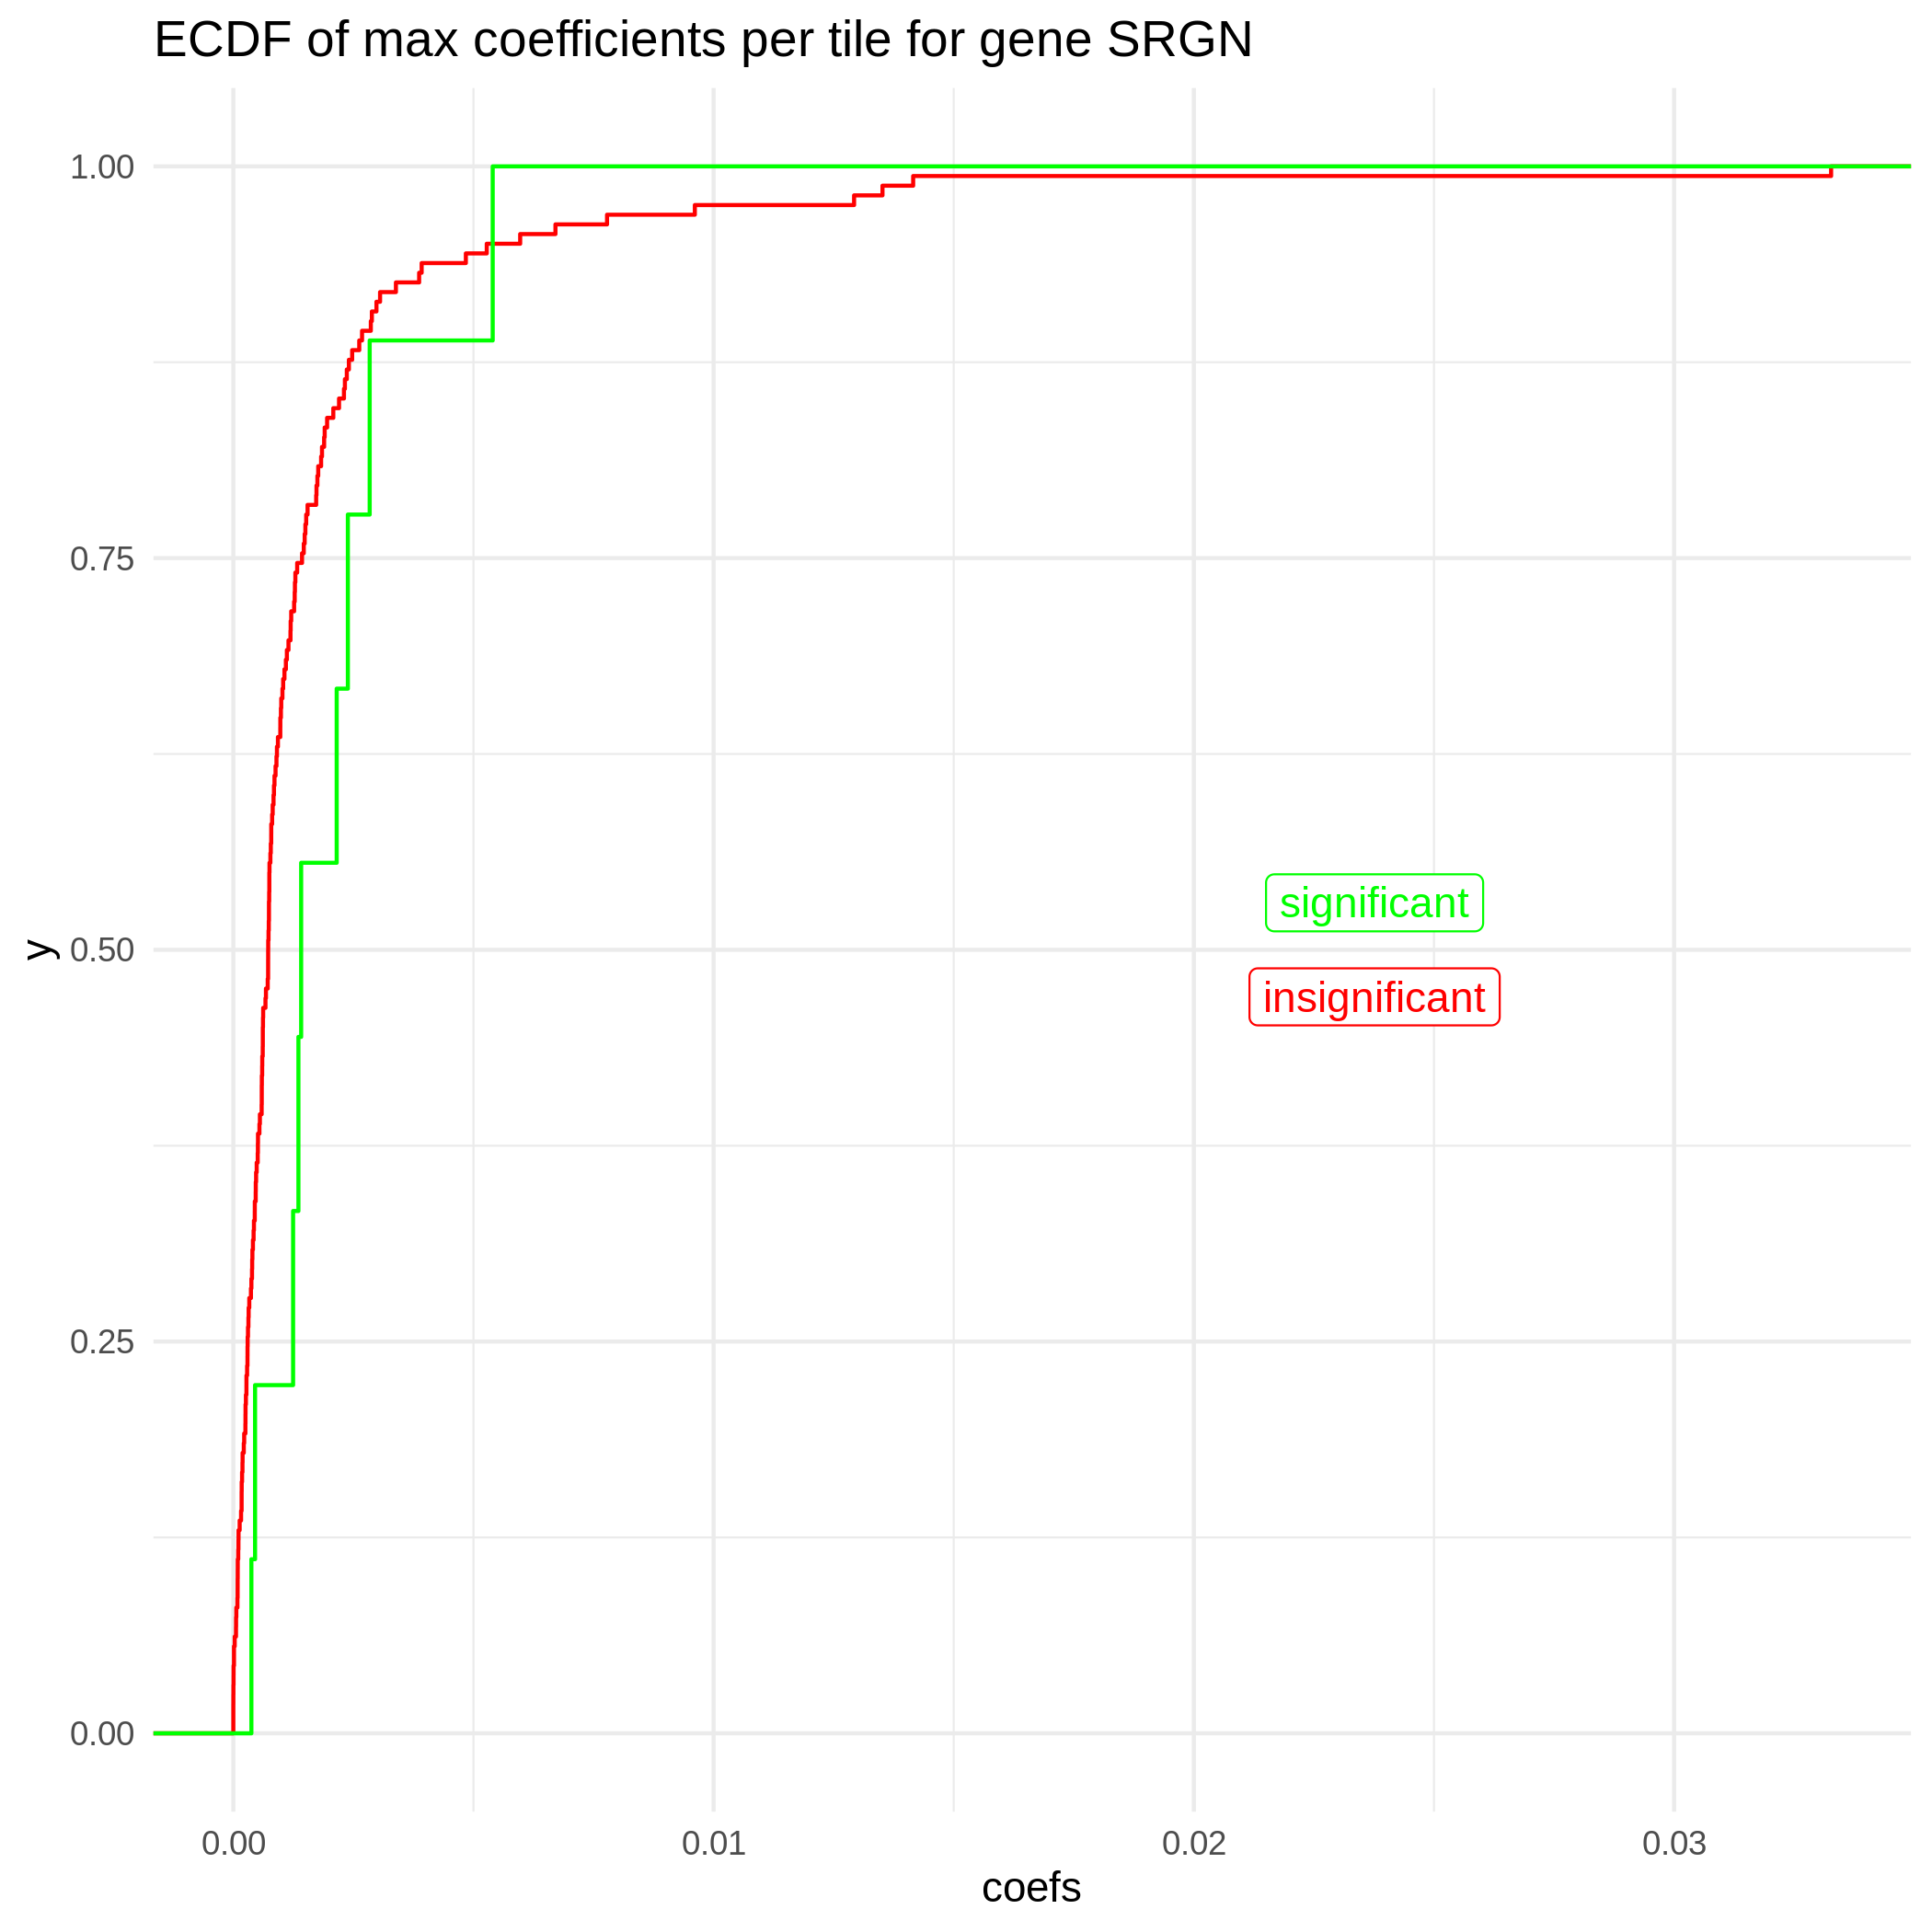 ECDF of max coefficients per tile for gene SRGN
1.00
0.75
0.50
0.25
0.00
y
significant
insignificant
0.00
0.01
0.02
0.03
coefs